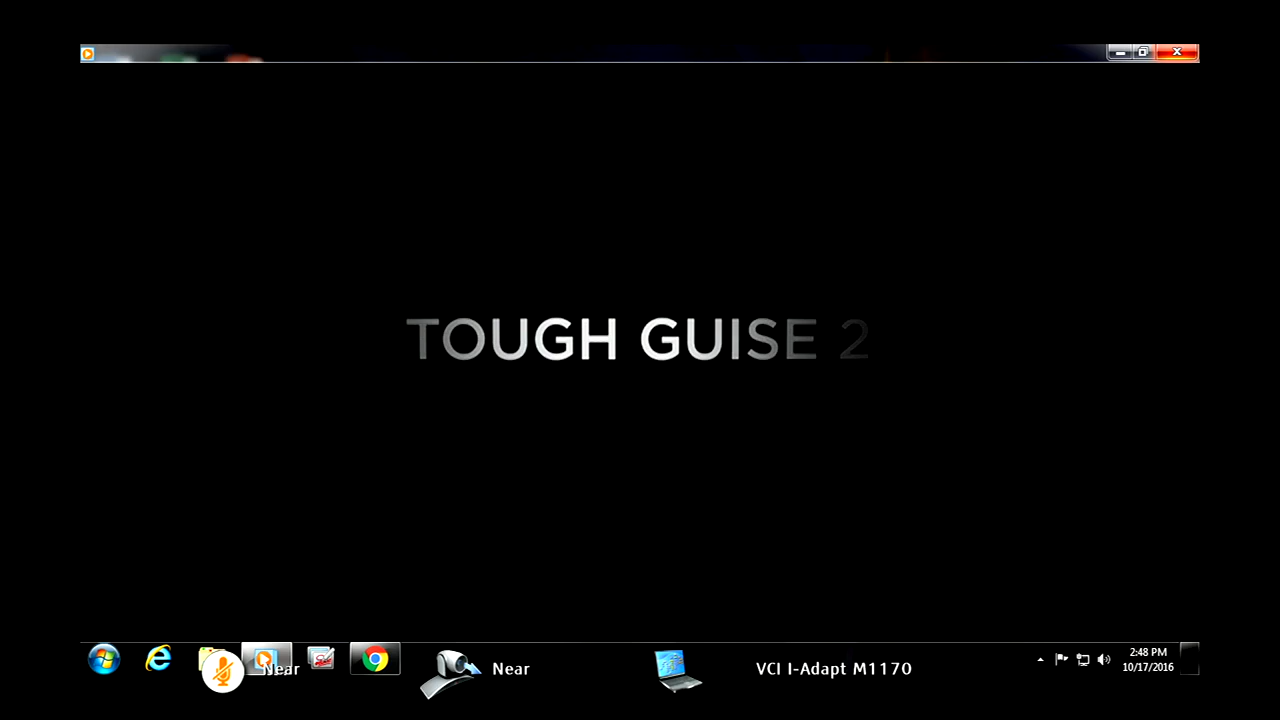 TOUGH GUISE 2
Near
Near
VCI I-Adapt M1170
2:48 PM
10/17/2016